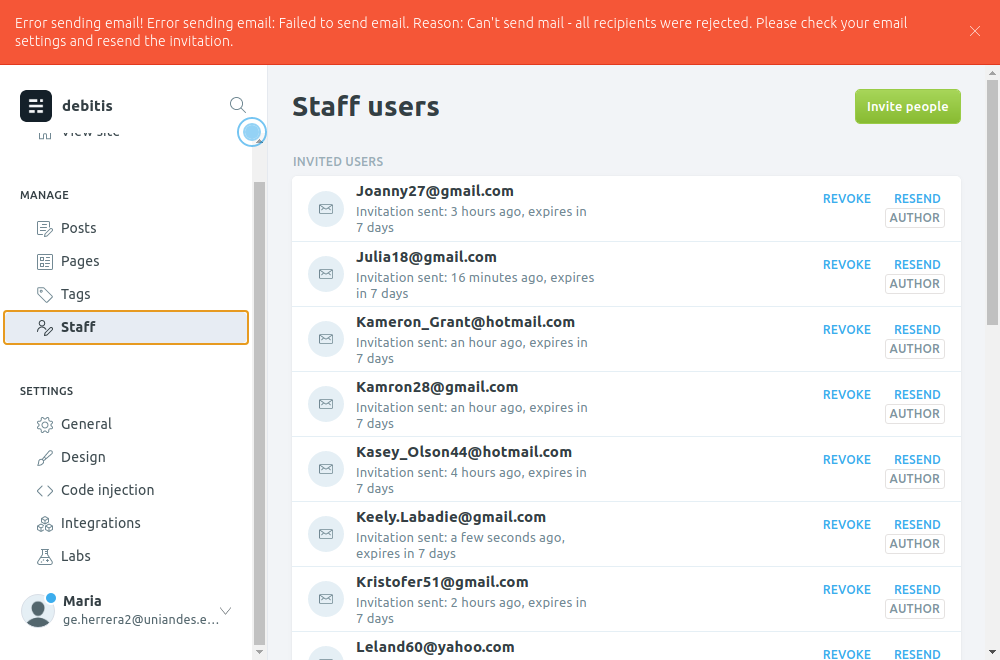 Error sending email! Error sending email: Failed to send email. Reason: Can't send mail - all recipients were rejected. Please check your email
settings and resend the invitation.
debitis
View site
MANAGE
Posts
Pages
Tags
Staff
SETTINGS
General
Design
Code injection
Integrations
Labs
Maria
ge.herrera2@uniandes.e...
Staff users
Invite people
INVITED USERS
Joanny27@gmail.com
Invitation sent: 3 hours ago, expires in
7 days
REVOKE RESEND
AUTHOR
Julia18@gmail.com
Invitation sent: 16 minutes ago, expires
in 7 days
REVOKE RESEND
AUTHOR
Kameron_Grant@hotmail.com
Invitation sent: an hour ago, expires in
7 days
REVOKE RESEND
AUTHOR
Kamron28@gmail.com
Invitation sent: an hour ago, expires in
7 days
REVOKE RESEND
AUTHOR
Kasey_Olson44@hotmail.com
Invitation sent: 4 hours ago, expires in
7 days
REVOKE RESEND
AUTHOR
Keely.Labadie@gmail.com
Invitation sent: a few seconds ago,
expires in 7 days
REVOKE RESEND
AUTHOR
Kristofer51@gmail.com
Invitation sent: 2 hours ago, expires in
7 days
REVOKE RESEND
AUTHOR
Leland60@yahoo.com
REVOKE RESEND